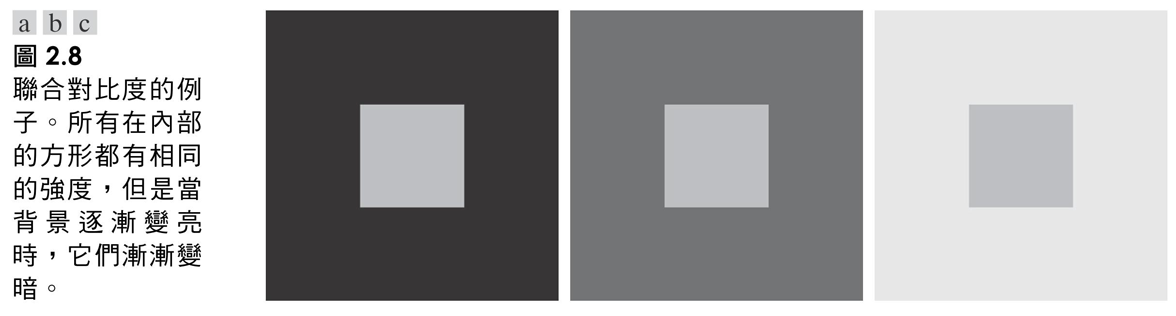 a b c
圖 2.8
聯合對比度的例
子。所有在內部
的方形都有相同
的強度，但是當
背景逐漸變亮
時，它們漸漸變
暗。